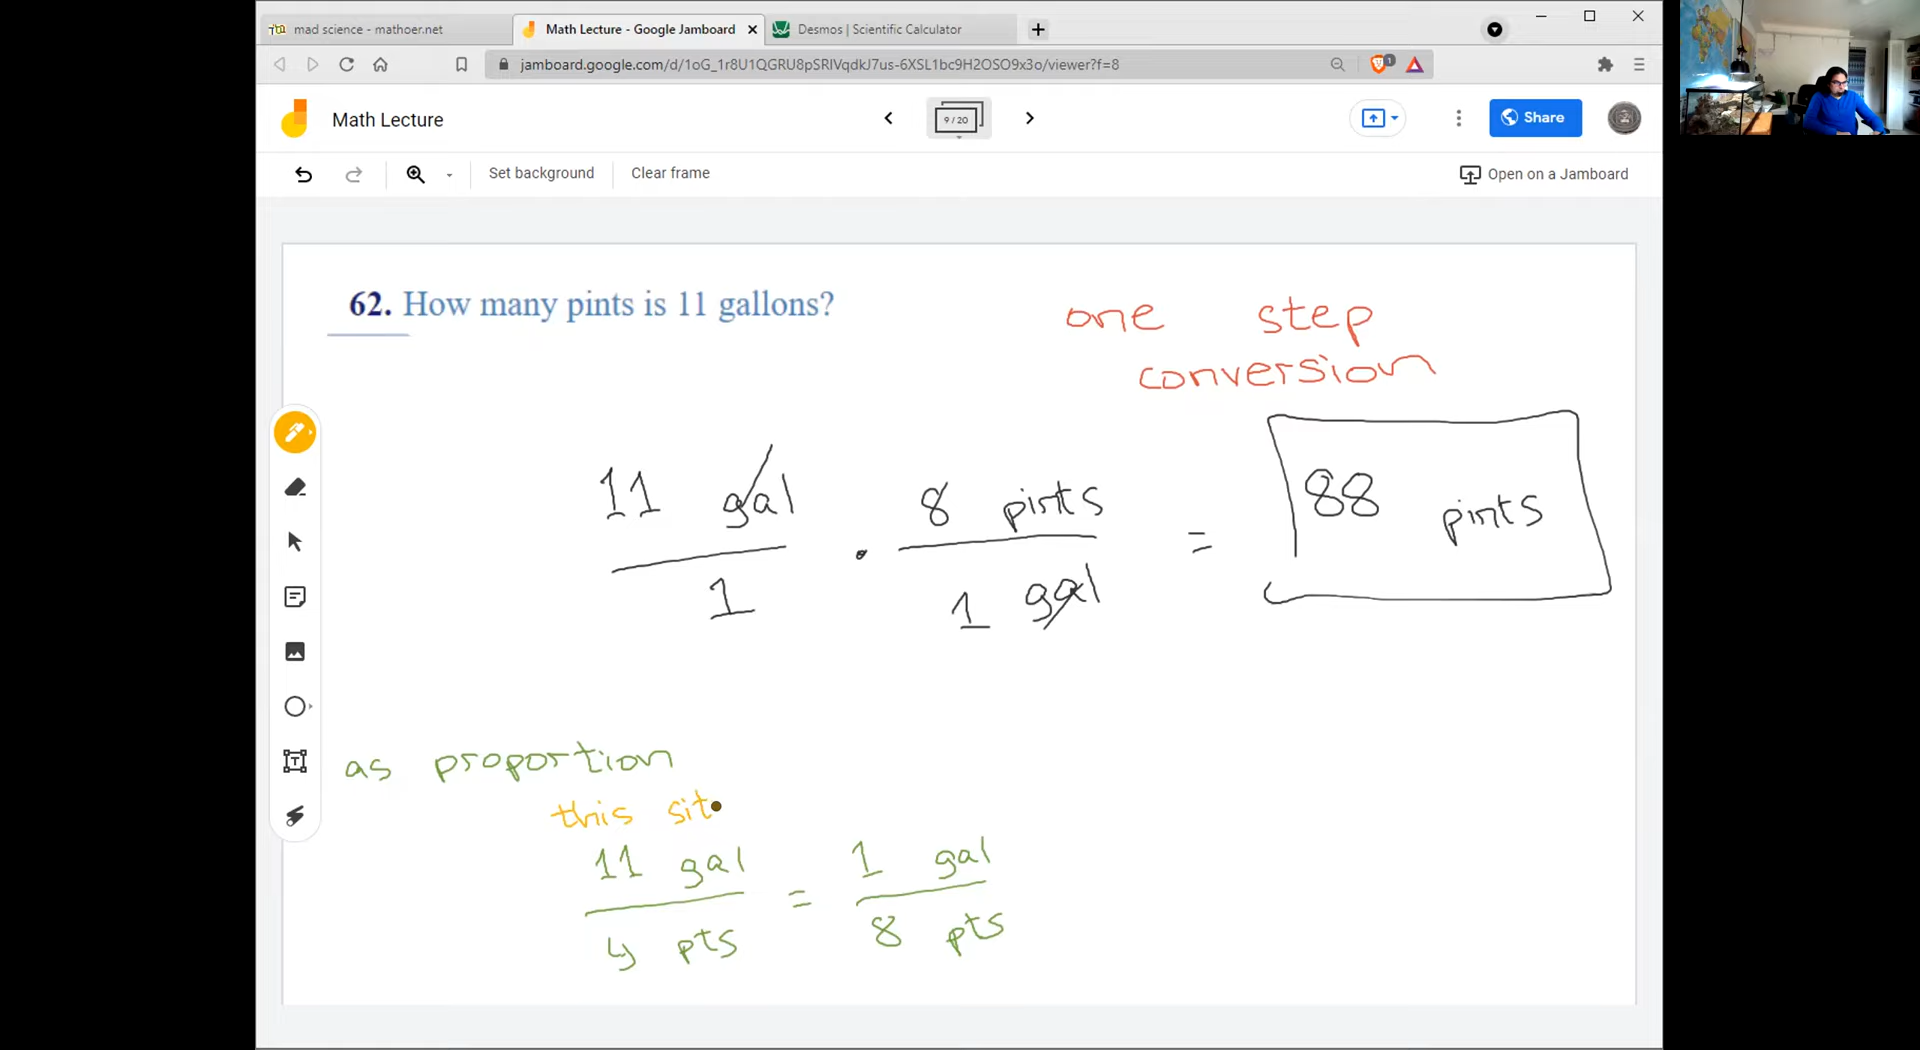 mad science - mathoer.net
Math Lecture - Google Jamboard
Desmos | Scientific Calculator
jamboard.google.com/d/1oG_1r8U1QGRU8pSRIVqdkJ7us-6XSL1bc9H2OSO9x3o/viewer?f=8
1
Math Lecture
9 / 20
Share
Set background
Clear frame
Open on a Jamboard
62. How many pints is 11 gallons?
one step
conversion
11 gal / 1 · 8 pints / 1 gal = 88 pints
as proportion
this sit
11 gal / y pts = 1 gal / 8 pts